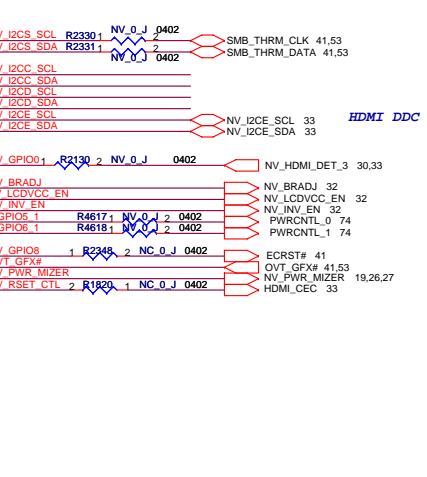 V_I2CS_SCL R2330 1 NV_0_J 2 0402 SMB_THRM_CLK 41,53
V_I2CS_SDA R2331 1 NV_0_J 2 0402 SMB_THRM_DATA 41,53
V_I2CC_SCL
V_I2CC_SDA
V_I2CD_SCL
V_I2CD_SDA
V_I2CE_SCL NV_I2CE_SCL 33 HDMI DDC
V_I2CE_SDA NV_I2CE_SDA 33
V_GPIO0 1 R2130 2 NV_0_J 0402 NV_HDMI_DET_3 30,33
V_BRADJ NV_BRADJ 32
V_LCDVCC_EN NV_LCDVCC_EN 32
V_INV_EN NV_INV_EN 32
GPIO5_1 R4617 1 NV_0_J 2 0402 PWRCNTL_0 74
GPIO6_1 R4618 1 NV_0_J 2 0402 PWRCNTL_1 74
V_GPIO8 1 R2348 2 NC_0_J 0402 ECRST# 41
VT_GFX# OVT_GFX# 41,53
V_PWR_MIZER NV_PWR_MIZER 19,26,27
V_RSET_CTL 2 R1820 1 NC_0_J 0402 HDMI_CEC 33